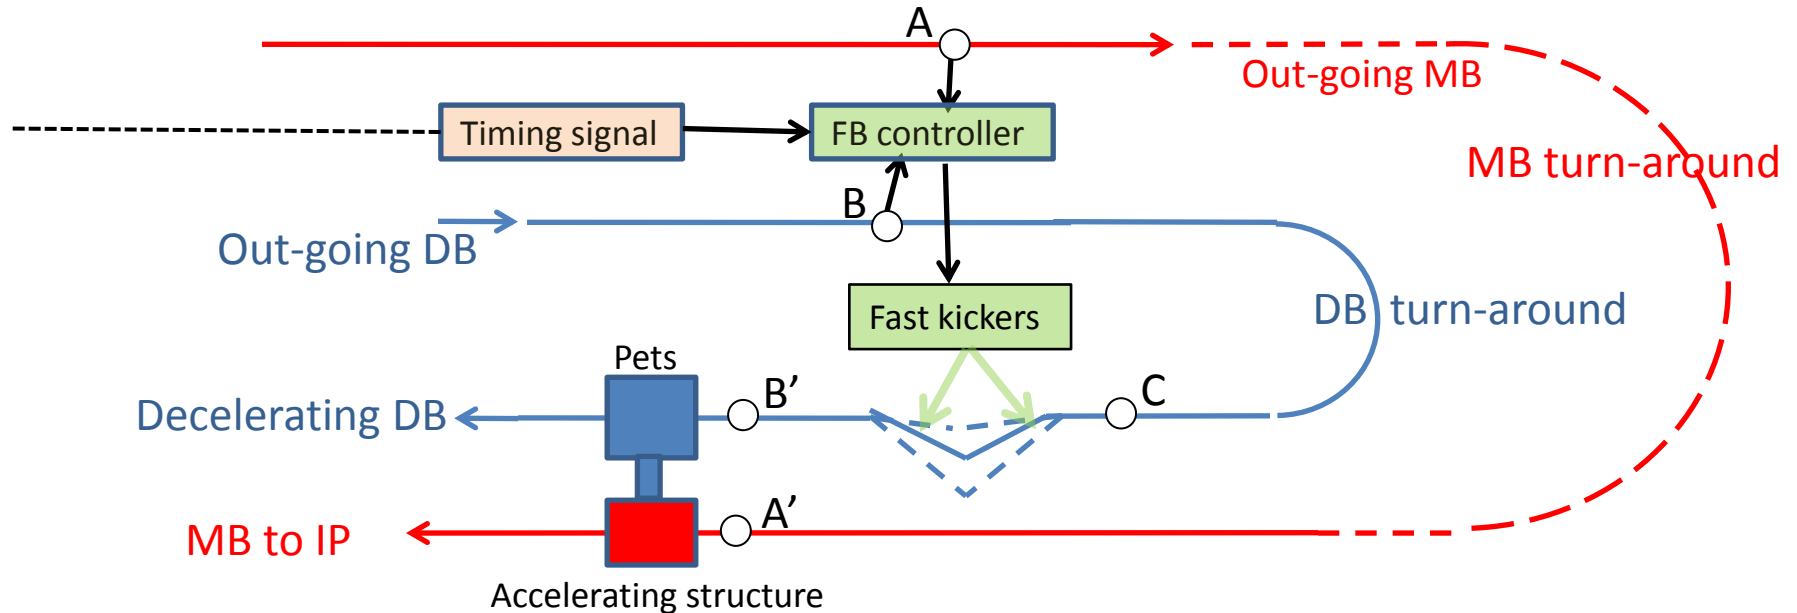 A
Out-going MB
Timing signal
FB controller
MB turn-around
B
Out-going DB
Fast kickers
DB turn-around
Pets
B’
C
Decelerating DB
A’
MB to IP
Accelerating structure